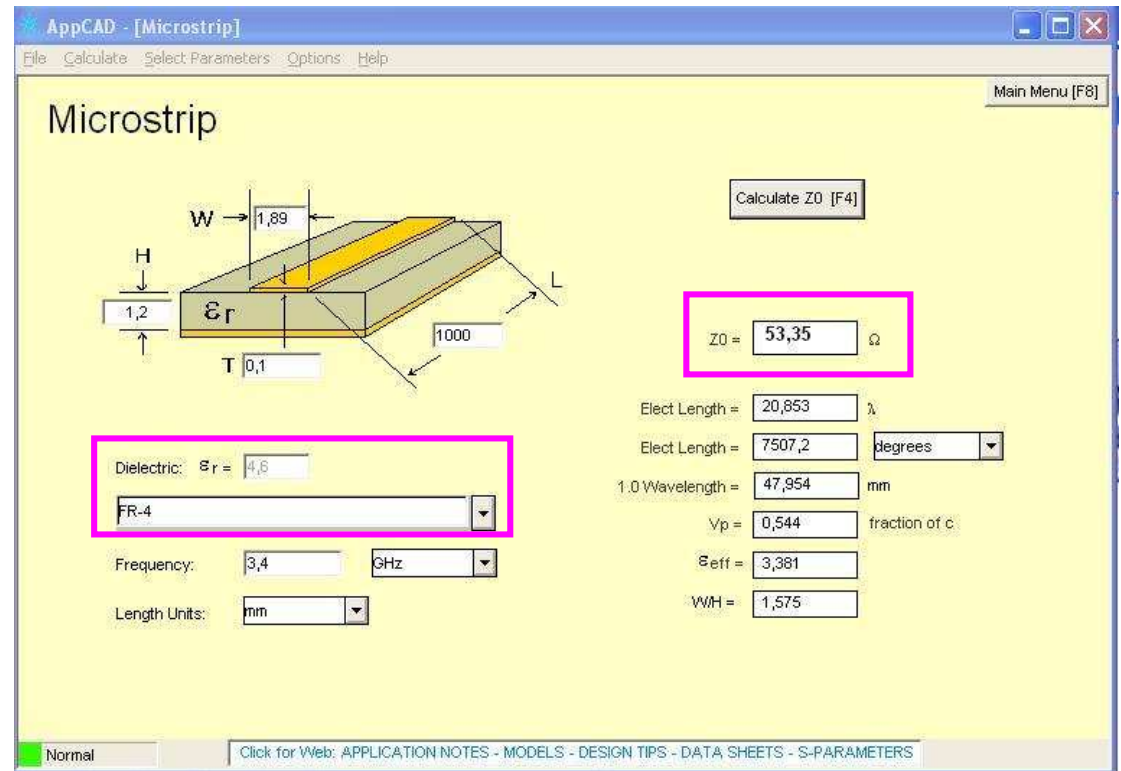 AppCAD - [Microstrip]
File Calculate Select Parameters Options Help
Main Menu [F8]
Microstrip
Calculate Z0 [F4]
W 1,89
H
1,2
εr
L
1000
T 0,1
Z0 = 53,35 Ω
Elect Length = 20,853 λ
Elect Length = 7507,2 degrees
1.0 Wavelength = 47,954 mm
Vp = 0,544 fraction of c
εeff = 3,381
W/H = 1,575
Dielectric: εr = 4,6
FR-4
Frequency: 3,4 GHz
Length Units: mm
Normal
Click for Web: APPLICATION NOTES - MODELS - DESIGN TIPS - DATA SHEETS - S-PARAMETERS